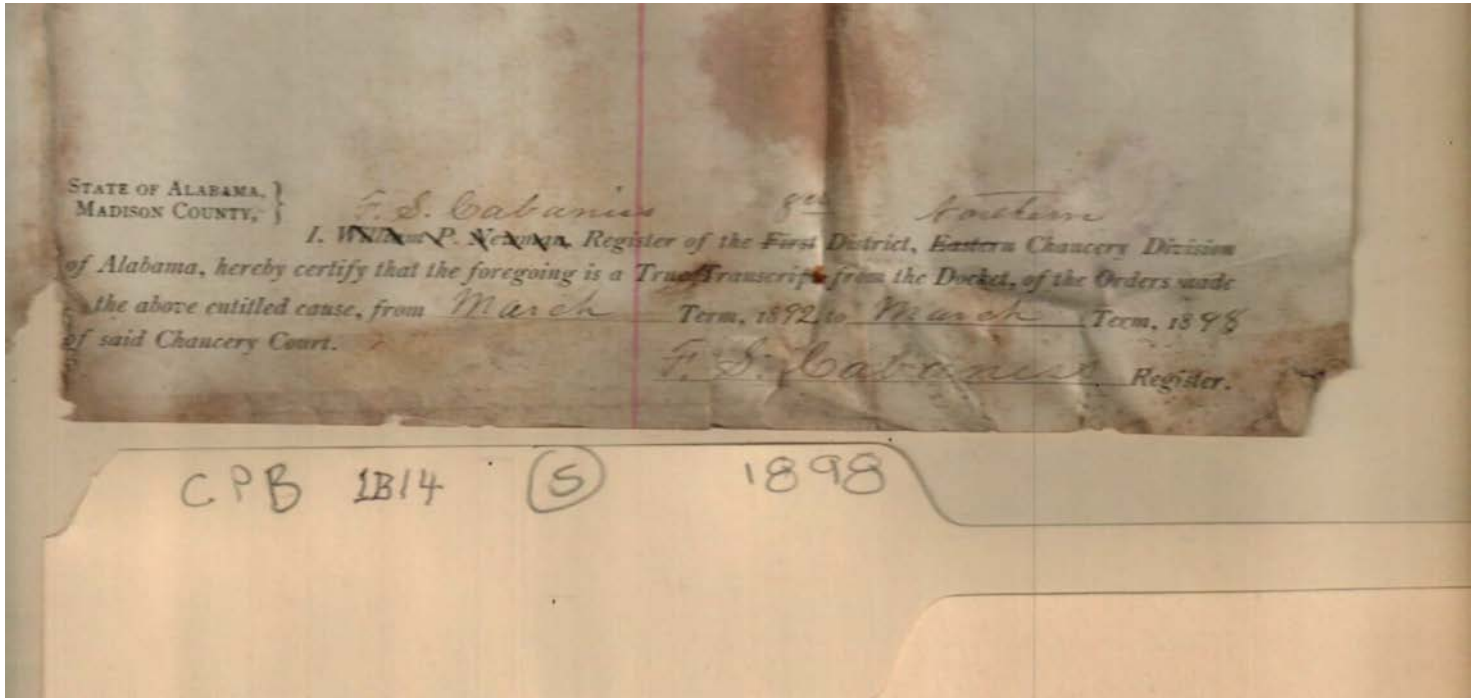 STATE OF ALABAMA, }
MADISON COUNTY, }
F. S. Cabaniss 8th Northern
I. William P. Newman, Register of the First District, Eastern Chancery Division
of Alabama, hereby certify that the foregoing is a True Transcript from the Docket, of the Orders made
the above entitled cause, from March Term, 1892 to March Term, 1898
of said Chancery Court.
F. S. Cabaniss Register.
CPB 1B14 5 1898